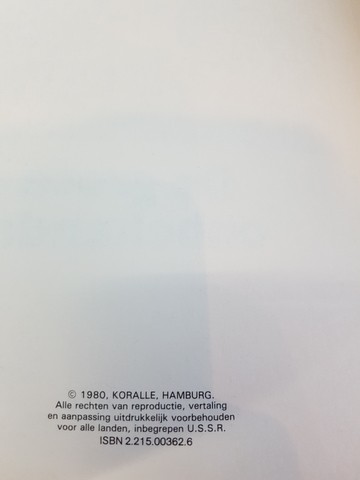 © 1980, KORALLE, HAMBURG.
Alle rechten van reproductie, vertaling
en aanpassing uitdrukkelijk voorbehouden
voor alle landen, inbegrepen U.S.S.R.
ISBN 2.215.00362.6